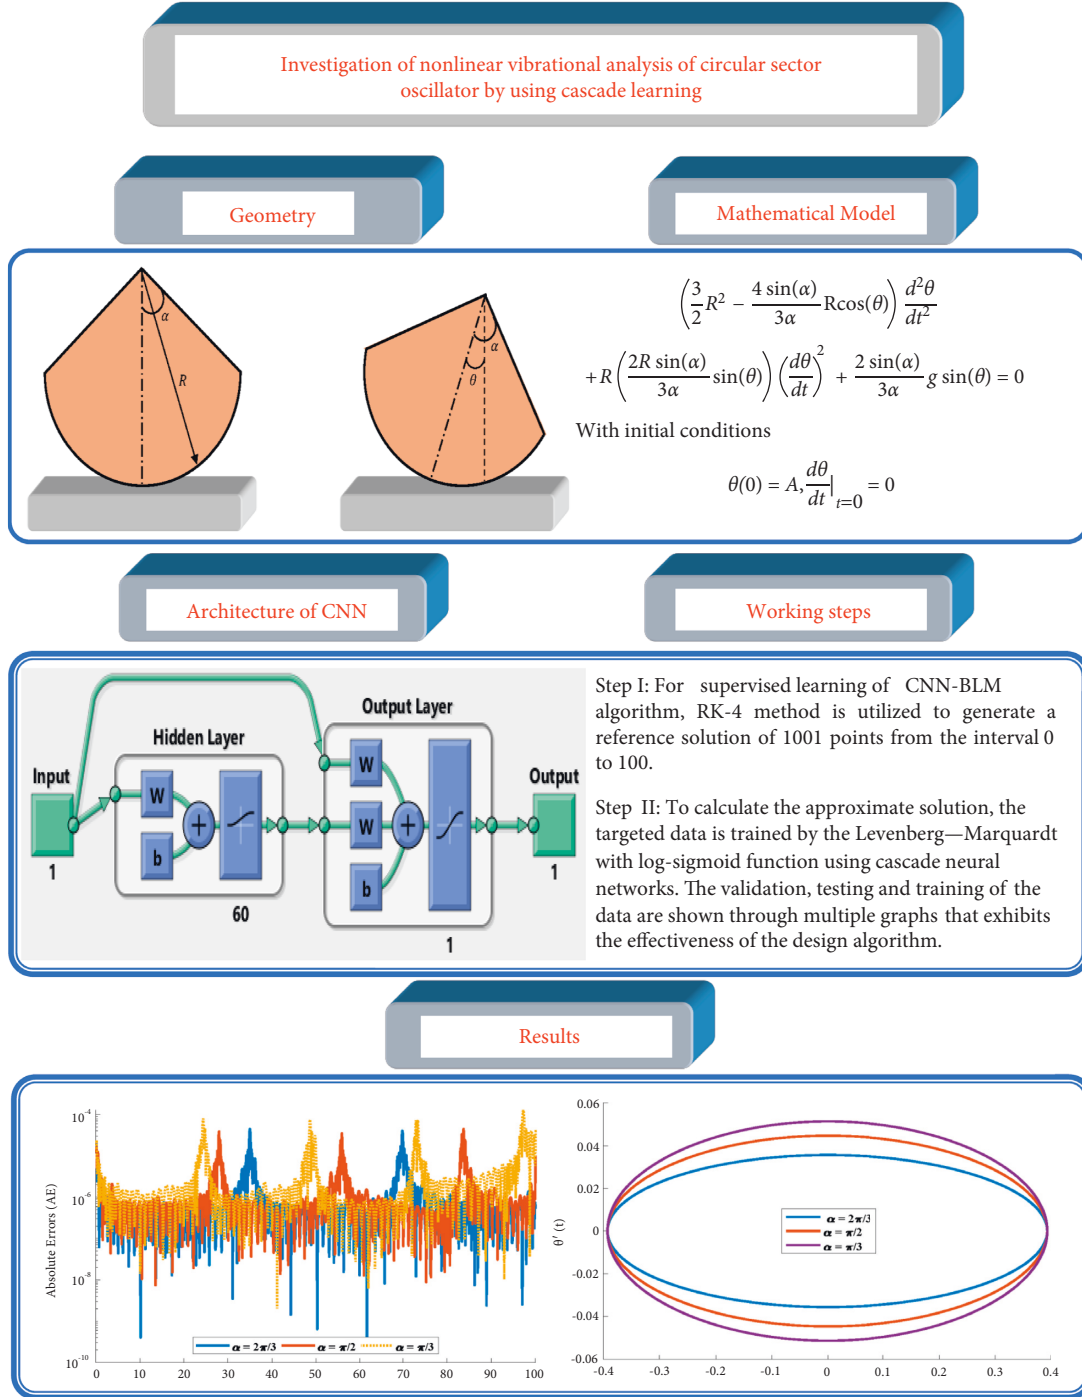 Investigation of nonlinear vibrational analysis of circular sector
oscillator by using cascade learning
Geometry
Mathematical Model
α
R
α
θ
(3/2 R² − 4 sin(α)/3α Rcos(θ)) d²θ/dt²
+ R (2R sin(α)/3α sin(θ)) (dθ/dt)² + 2 sin(α)/3α g sin(θ) = 0
With initial conditions
θ(0) = A, dθ/dt|t=0 = 0
Architecture of CNN
Working steps
Input
1
Hidden Layer
W
b
+
60
Output Layer
W
W
b
+
1
Output
1
Step I: For supervised learning of CNN-BLM
algorithm, RK-4 method is utilized to generate a
reference solution of 1001 points from the interval 0
to 100.
Step II: To calculate the approximate solution, the
targeted data is trained by the Levenberg—Marquardt
with log-sigmoid function using cascade neural
networks. The validation, testing and training of the
data are shown through multiple graphs that exhibits
the effectiveness of the design algorithm.
Results
Absolute Errors (AE)
10⁻⁴
10⁻⁶
10⁻⁸
10⁻¹⁰
0 10 20 30 40 50 60 70 80 90 100
α = 2π/3 α = π/2 α = π/3
θ′ (t)
0.06
0.04
0.02
0
-0.02
-0.04
-0.06
-0.4 -0.3 -0.2 -0.1 0 0.1 0.2 0.3 0.4
α = 2π/3
α = π/2
α = π/3